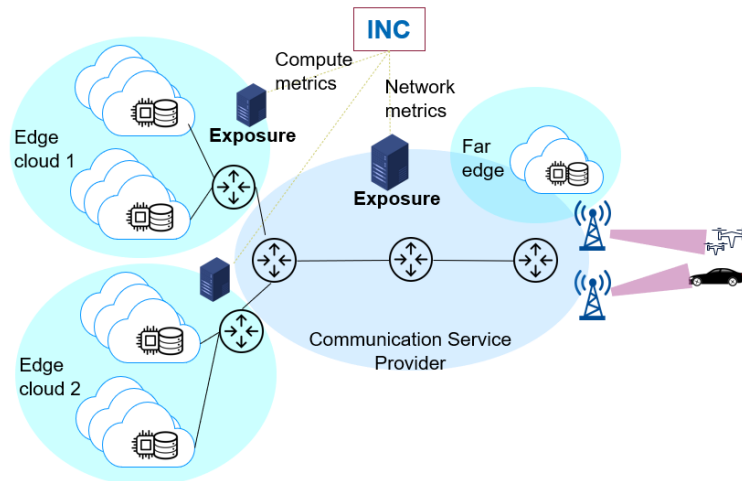 INC
Compute
metrics
Network
metrics
Edge
cloud 1
Exposure
Far
edge
Exposure
Communication Service
Provider
Edge
cloud 2